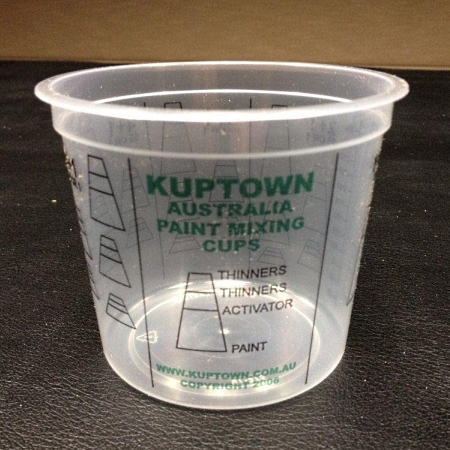 KUPTOWN
AUSTRALIA
PAINT MIXING
CUPS
THINNERS
THINNERS
ACTIVATOR
PAINT
WWW.KUPTOWN.COM.AU
COPYRIGHT 2006